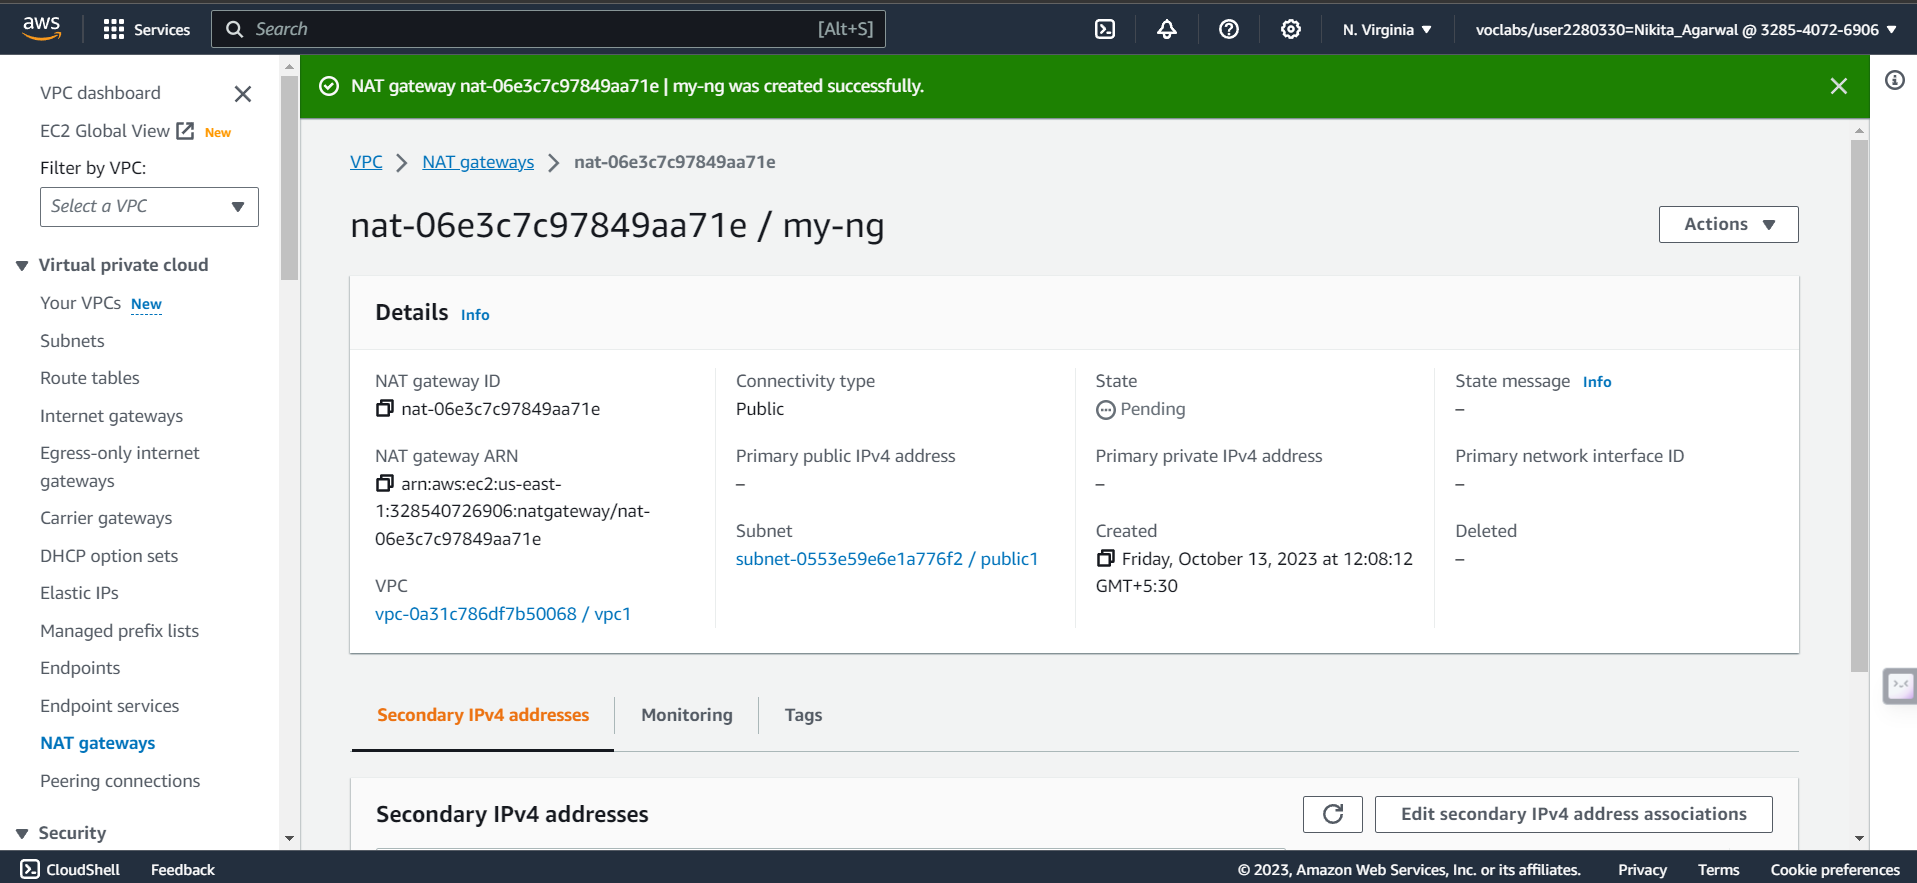 aws
Services
Search
[Alt+S]
N. Virginia
voclabs/user2280330=Nikita_Agarwal @ 3285-4072-6906
VPC dashboard
EC2 Global View New
Filter by VPC:
Select a VPC
Virtual private cloud
Your VPCs New
Subnets
Route tables
Internet gateways
Egress-only internet
gateways
Carrier gateways
DHCP option sets
Elastic IPs
Managed prefix lists
Endpoints
Endpoint services
NAT gateways
Peering connections
Security
NAT gateway nat-06e3c7c97849aa71e | my-ng was created successfully.
VPC
NAT gateways
nat-06e3c7c97849aa71e
nat-06e3c7c97849aa71e / my-ng
Actions
Details Info
NAT gateway ID
nat-06e3c7c97849aa71e
NAT gateway ARN
arn:aws:ec2:us-east-
1:328540726906:natgateway/nat-
06e3c7c97849aa71e
VPC
vpc-0a31c786df7b50068 / vpc1
Connectivity type
Public
Primary public IPv4 address
–
Subnet
subnet-0553e59e6e1a776f2 / public1
State
Pending
Primary private IPv4 address
–
Created
Friday, October 13, 2023 at 12:08:12
GMT+5:30
State message Info
–
Primary network interface ID
–
Deleted
–
Secondary IPv4 addresses
Monitoring
Tags
Secondary IPv4 addresses
Edit secondary IPv4 address associations
CloudShell
Feedback
© 2023, Amazon Web Services, Inc. or its affiliates.
Privacy
Terms
Cookie preferences